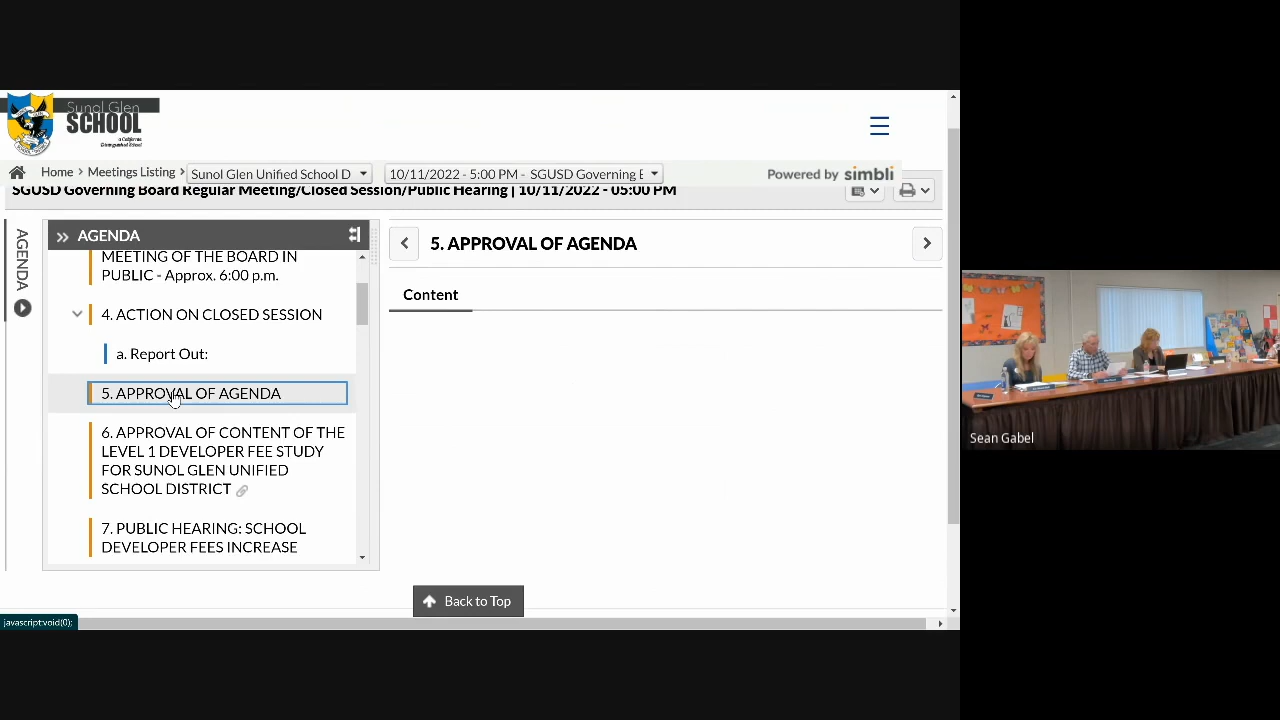 Sunol Glen
SCHOOL
a California
Distinguished School
Home > Meetings Listing > Sunol Glen Unified School D 10/11/2022 - 5:00 PM - SGUSD Governing B Powered by simbli
SGUSD Governing Board Regular Meeting/Closed Session/Public Hearing | 10/11/2022 - 05:00 PM
AGENDA
AGENDA
MEETING OF THE BOARD IN
PUBLIC - Approx. 6:00 p.m.
4. ACTION ON CLOSED SESSION
a. Report Out:
5. APPROVAL OF AGENDA
6. APPROVAL OF CONTENT OF THE
LEVEL 1 DEVELOPER FEE STUDY
FOR SUNOL GLEN UNIFIED
SCHOOL DISTRICT
7. PUBLIC HEARING: SCHOOL
DEVELOPER FEES INCREASE
5. APPROVAL OF AGENDA
Content
Back to Top
javascript:void(0);
Sean Gabel